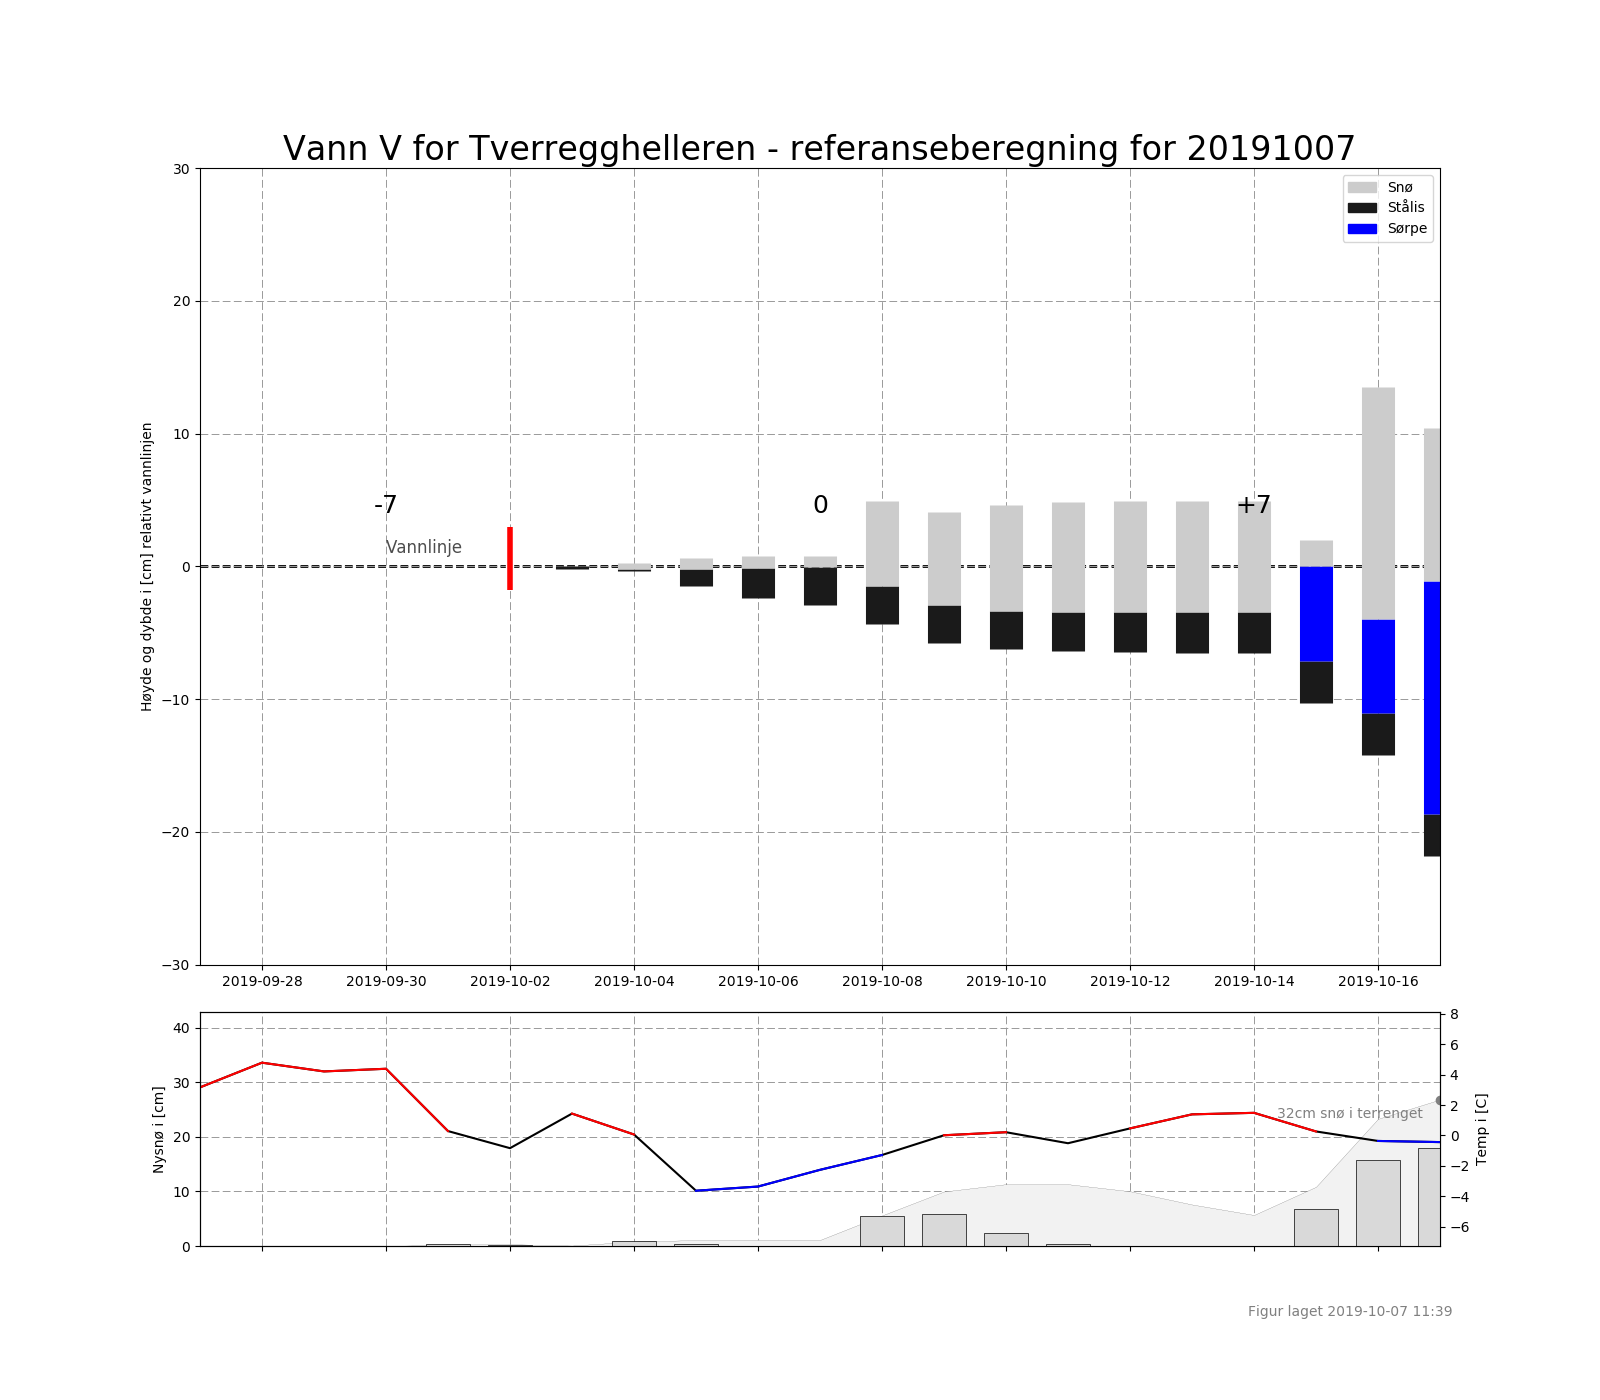 Vann V for Tverregghelleren - referanseberegning for 20191007
30
20
10
0
−10
−20
−30
Høyde og dybde i [cm] relativt vannlinjen
Snø
Stålis
Sørpe
-7
0
+7
Vannlinje
2019-09-28 2019-09-30 2019-10-02 2019-10-04 2019-10-06 2019-10-08 2019-10-10 2019-10-12 2019-10-14 2019-10-16
40
30
20
10
0
Nysnø i [cm]
32cm snø i terrenget
8
6
4
2
0
−2
−4
−6
Temp i [C]
Figur laget 2019-10-07 11:39